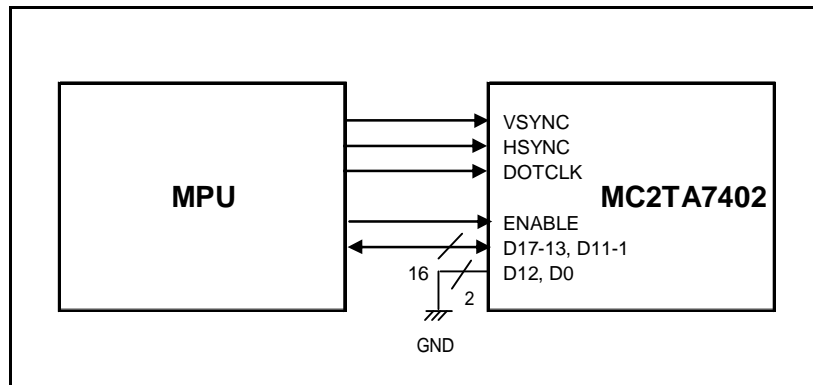 VSYNC
HSYNC
DOTCLK
MPU
MC2TA7402
ENABLE
D17-13, D11-1
16
D12, D0
2
GND